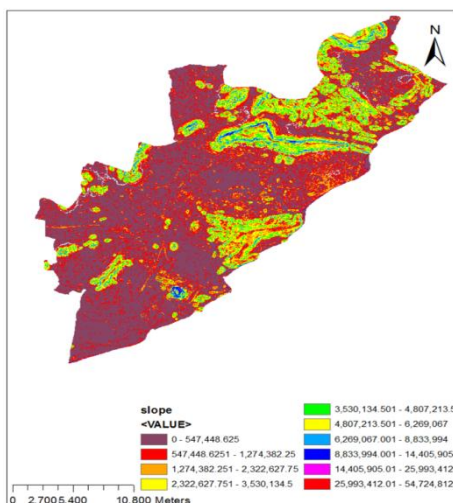 N
slope
<VALUE>
0 - 547,448.625
547,448.6251 - 1,274,382.25
1,274,382.251 - 2,322,627.75
2,322,627.751 - 3,530,134.5
3,530,134.501 - 4,807,213.5
4,807,213.501 - 6,269,067
6,269,067.001 - 8,833,994
8,833,994.001 - 14,405,905
14,405,905.01 - 25,993,412
25,993,412.01 - 54,724,812
0 2,700 5,400 10,800 Meters